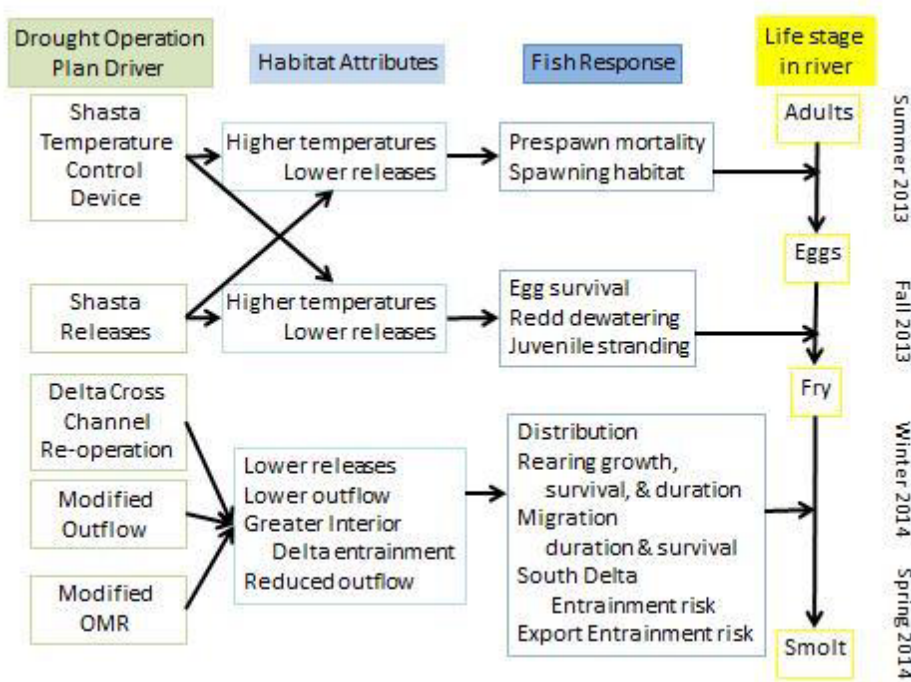 Drought Operation
Plan Driver
Habitat Attributes
Fish Response
Life stage
in river
Shasta
Temperature
Control
Device
Higher temperatures
Lower releases
Prespawn mortality
Spawning habitat
Adults
Summer 2013
Eggs
Shasta
Releases
Higher temperatures
Lower releases
Egg survival
Redd dewatering
Juvenile stranding
Fall 2013
Fry
Delta Cross
Channel
Re-operation
Modified
Outflow
Modified
OMR
Lower releases
Lower outflow
Greater Interior
Delta entrainment
Reduced outflow
Distribution
Rearing growth,
survival, & duration
Migration
duration & survival
South Delta
Entrainment risk
Export Entrainment risk
Winter 2014
Smolt
Spring 2014